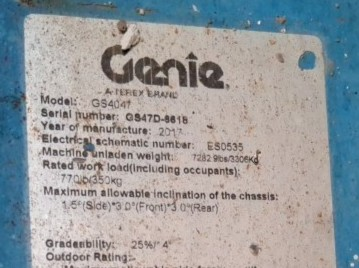 Genie
A TEREX BRAND
Model: GS4047
Serial number: GS47D-6618
Year of manufacture: 2017
Electrical schematic number: ES0535
Machine unladen weight: 7282.9lbs/3306kg
Rated work load(including occupants):
770lb/350kg
Maximum allowable inclination of the chassis:
1.5°(Side)*3.0°(Front)*3.0°(Rear)
Gradeability: 25%/ 4°
Outdoor Rating:-